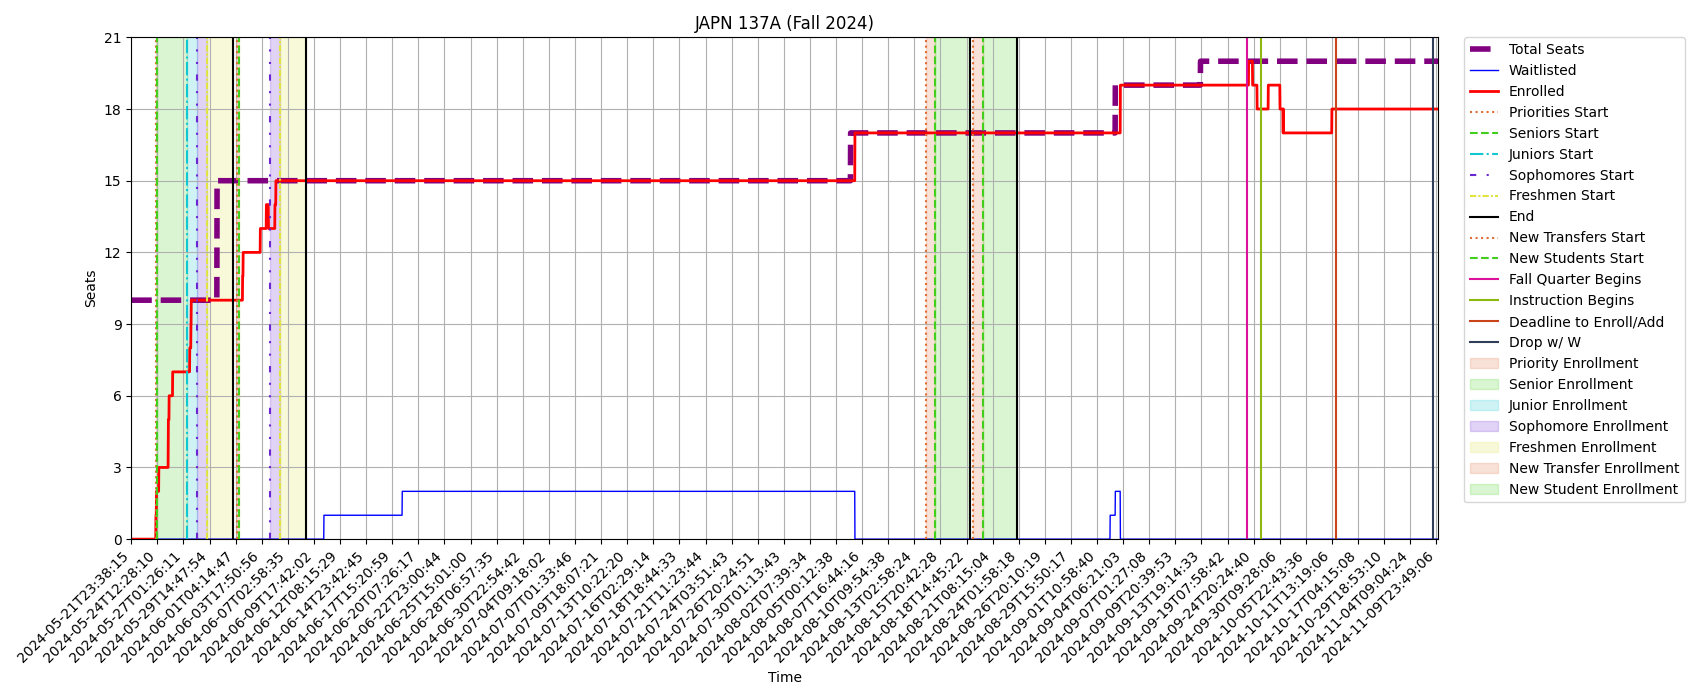 JAPN 137A (Fall 2024)
Seats
21
18
15
12
9
6
3
0
2024-05-21T23:38:15
2024-05-24T12:28:10
2024-05-27T01:26:11
2024-05-29T14:47:54
2024-06-01T04:14:47
2024-06-03T17:50:56
2024-06-07T02:58:35
2024-06-09T17:42:02
2024-06-12T08:15:29
2024-06-14T23:42:45
2024-06-17T15:20:59
2024-06-20T07:26:17
2024-06-22T23:00:44
2024-06-25T15:01:00
2024-06-28T06:57:35
2024-06-30T22:54:42
2024-07-04T09:18:02
2024-07-07T01:33:46
2024-07-09T18:07:21
2024-07-13T10:22:20
2024-07-16T02:29:14
2024-07-18T18:44:33
2024-07-21T11:23:44
2024-07-24T03:51:43
2024-07-26T20:24:51
2024-07-30T01:13:43
2024-08-02T07:39:34
2024-08-05T00:12:38
2024-08-07T16:44:16
2024-08-10T09:54:38
2024-08-13T02:58:24
2024-08-15T20:42:28
2024-08-18T14:45:22
2024-08-21T08:15:04
2024-08-24T01:58:18
2024-08-26T20:10:19
2024-08-29T15:50:17
2024-09-01T10:58:40
2024-09-04T06:21:03
2024-09-07T01:27:08
2024-09-09T20:39:53
2024-09-13T19:14:33
2024-09-19T07:58:42
2024-09-24T20:24:40
2024-09-30T09:28:06
2024-10-05T22:43:36
2024-10-11T13:19:06
2024-10-17T04:15:08
2024-10-29T18:53:10
2024-11-04T09:04:24
2024-11-09T23:49:06
Time
Total Seats
Waitlisted
Enrolled
Priorities Start
Seniors Start
Juniors Start
Sophomores Start
Freshmen Start
End
New Transfers Start
New Students Start
Fall Quarter Begins
Instruction Begins
Deadline to Enroll/Add
Drop w/ W
Priority Enrollment
Senior Enrollment
Junior Enrollment
Sophomore Enrollment
Freshmen Enrollment
New Transfer Enrollment
New Student Enrollment